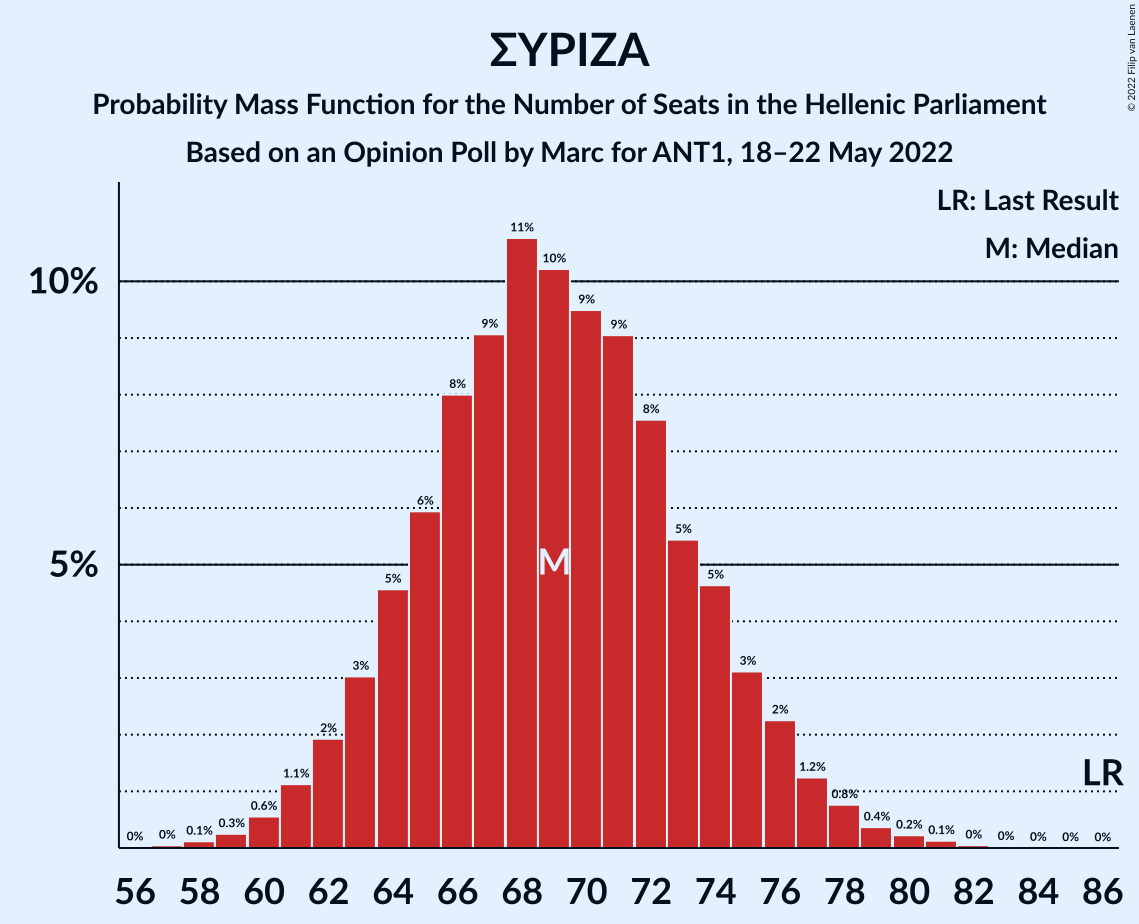 ΣΥΡΙΖΑ
Probability Mass Function for the Number of Seats in the Hellenic Parliament
Based on an Opinion Poll by Marc for ANT1, 18–22 May 2022
© 2022 Filip van Laenen
LR: Last Result
M: Median
10%
5%
0% 0% 0.1% 0.3% 0.6% 1.1% 2% 3% 5% 6% 8% 9% 11% 10% 9% 9% 8% 5% 5% 3% 2% 1.2% 0.8% 0.4% 0.2% 0.1% 0% 0% 0% 0% 0%
M
LR
56 58 60 62 64 66 68 70 72 74 76 78 80 82 84 86